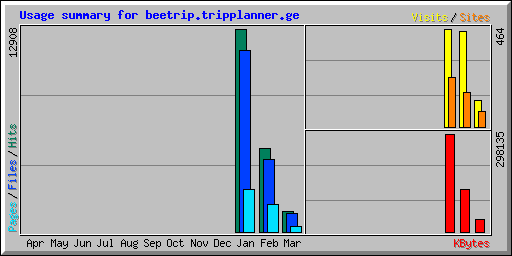 Usage summary for beetrip.tripplanner.ge
Visits/Sites
12908
464
298135
Pages/Files/Hits
Apr May Jun Jul Aug Sep Oct Nov Dec Jan Feb Mar
KBytes